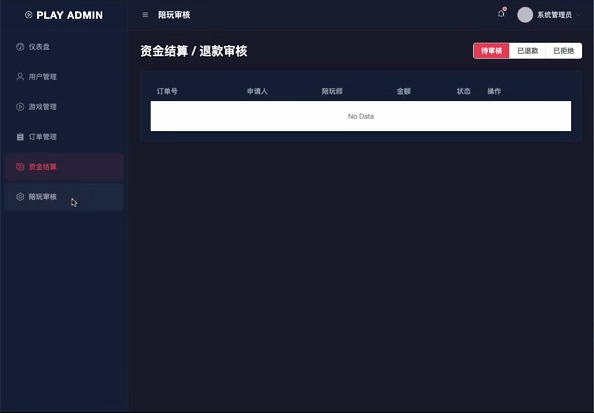 PLAY ADMIN
陪玩审核
系统管理员
仪表盘
用户管理
游戏管理
订单管理
资金结算
陪玩审核
资金结算 / 退款审核
待审核 已退款 已拒绝
订单号 申请人 陪玩师 金额 状态 操作
No Data